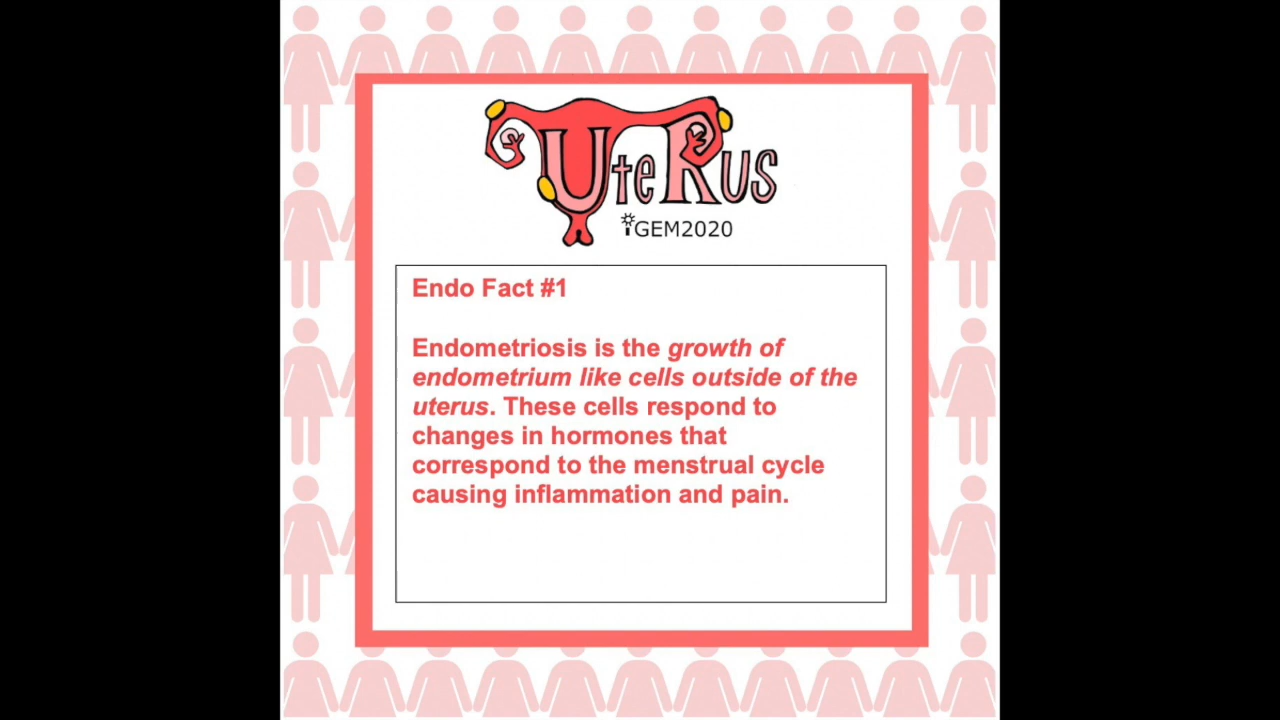 UteRus
iGEM2020
Endo Fact #1
Endometriosis is the growth of
endometrium like cells outside of the
uterus. These cells respond to
changes in hormones that
correspond to the menstrual cycle
causing inflammation and pain.